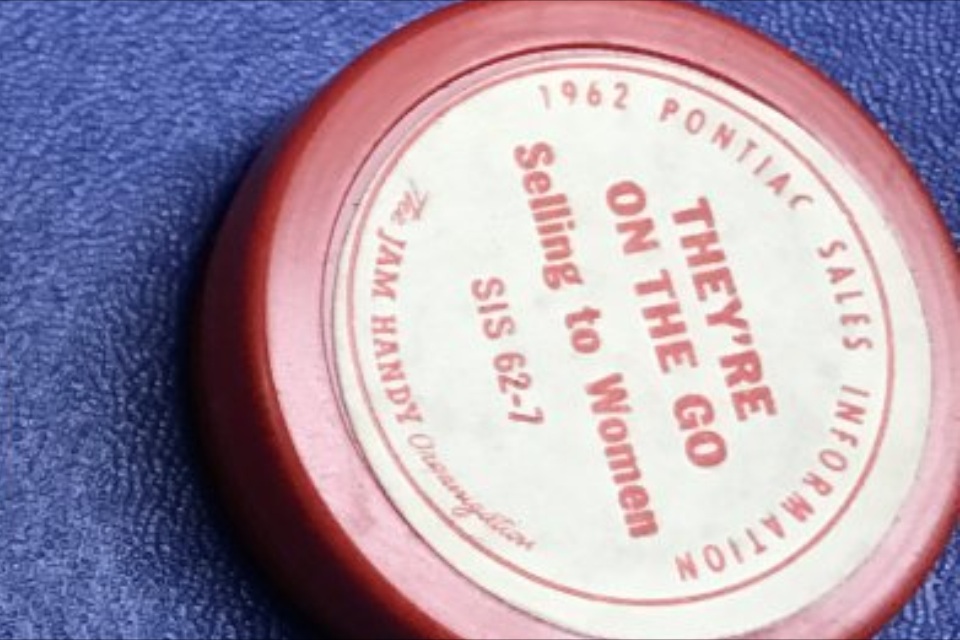 1962 PONTIAC SALES INFORMATION
THEY'RE
ON THE GO
Selling to Women
SIS 62-7
The JAM HANDY Organization